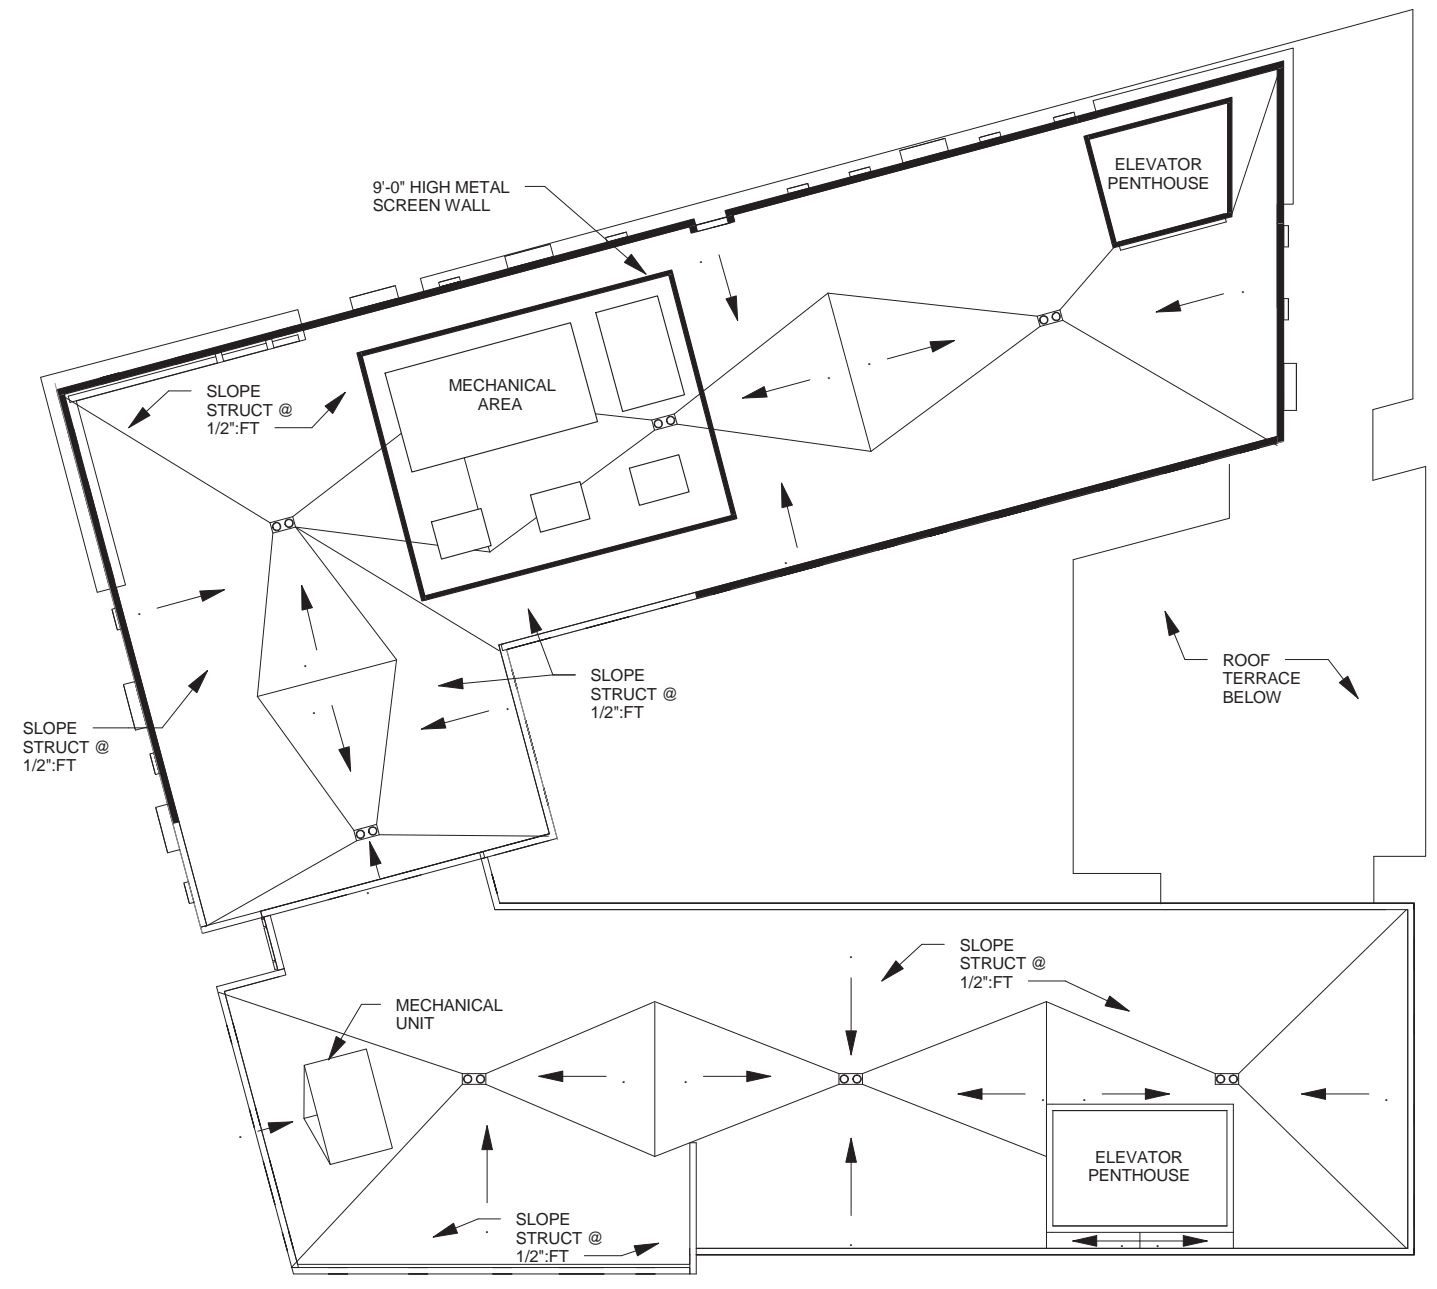 ELEVATOR
PENTHOUSE
9'-0" HIGH METAL
SCREEN WALL
SLOPE
STRUCT @
1/2":FT
MECHANICAL
AREA
SLOPE
STRUCT @
1/2":FT
ROOF
TERRACE
BELOW
SLOPE
STRUCT @
1/2":FT
SLOPE
STRUCT @
1/2":FT
MECHANICAL
UNIT
ELEVATOR
PENTHOUSE
SLOPE
STRUCT @
1/2":FT